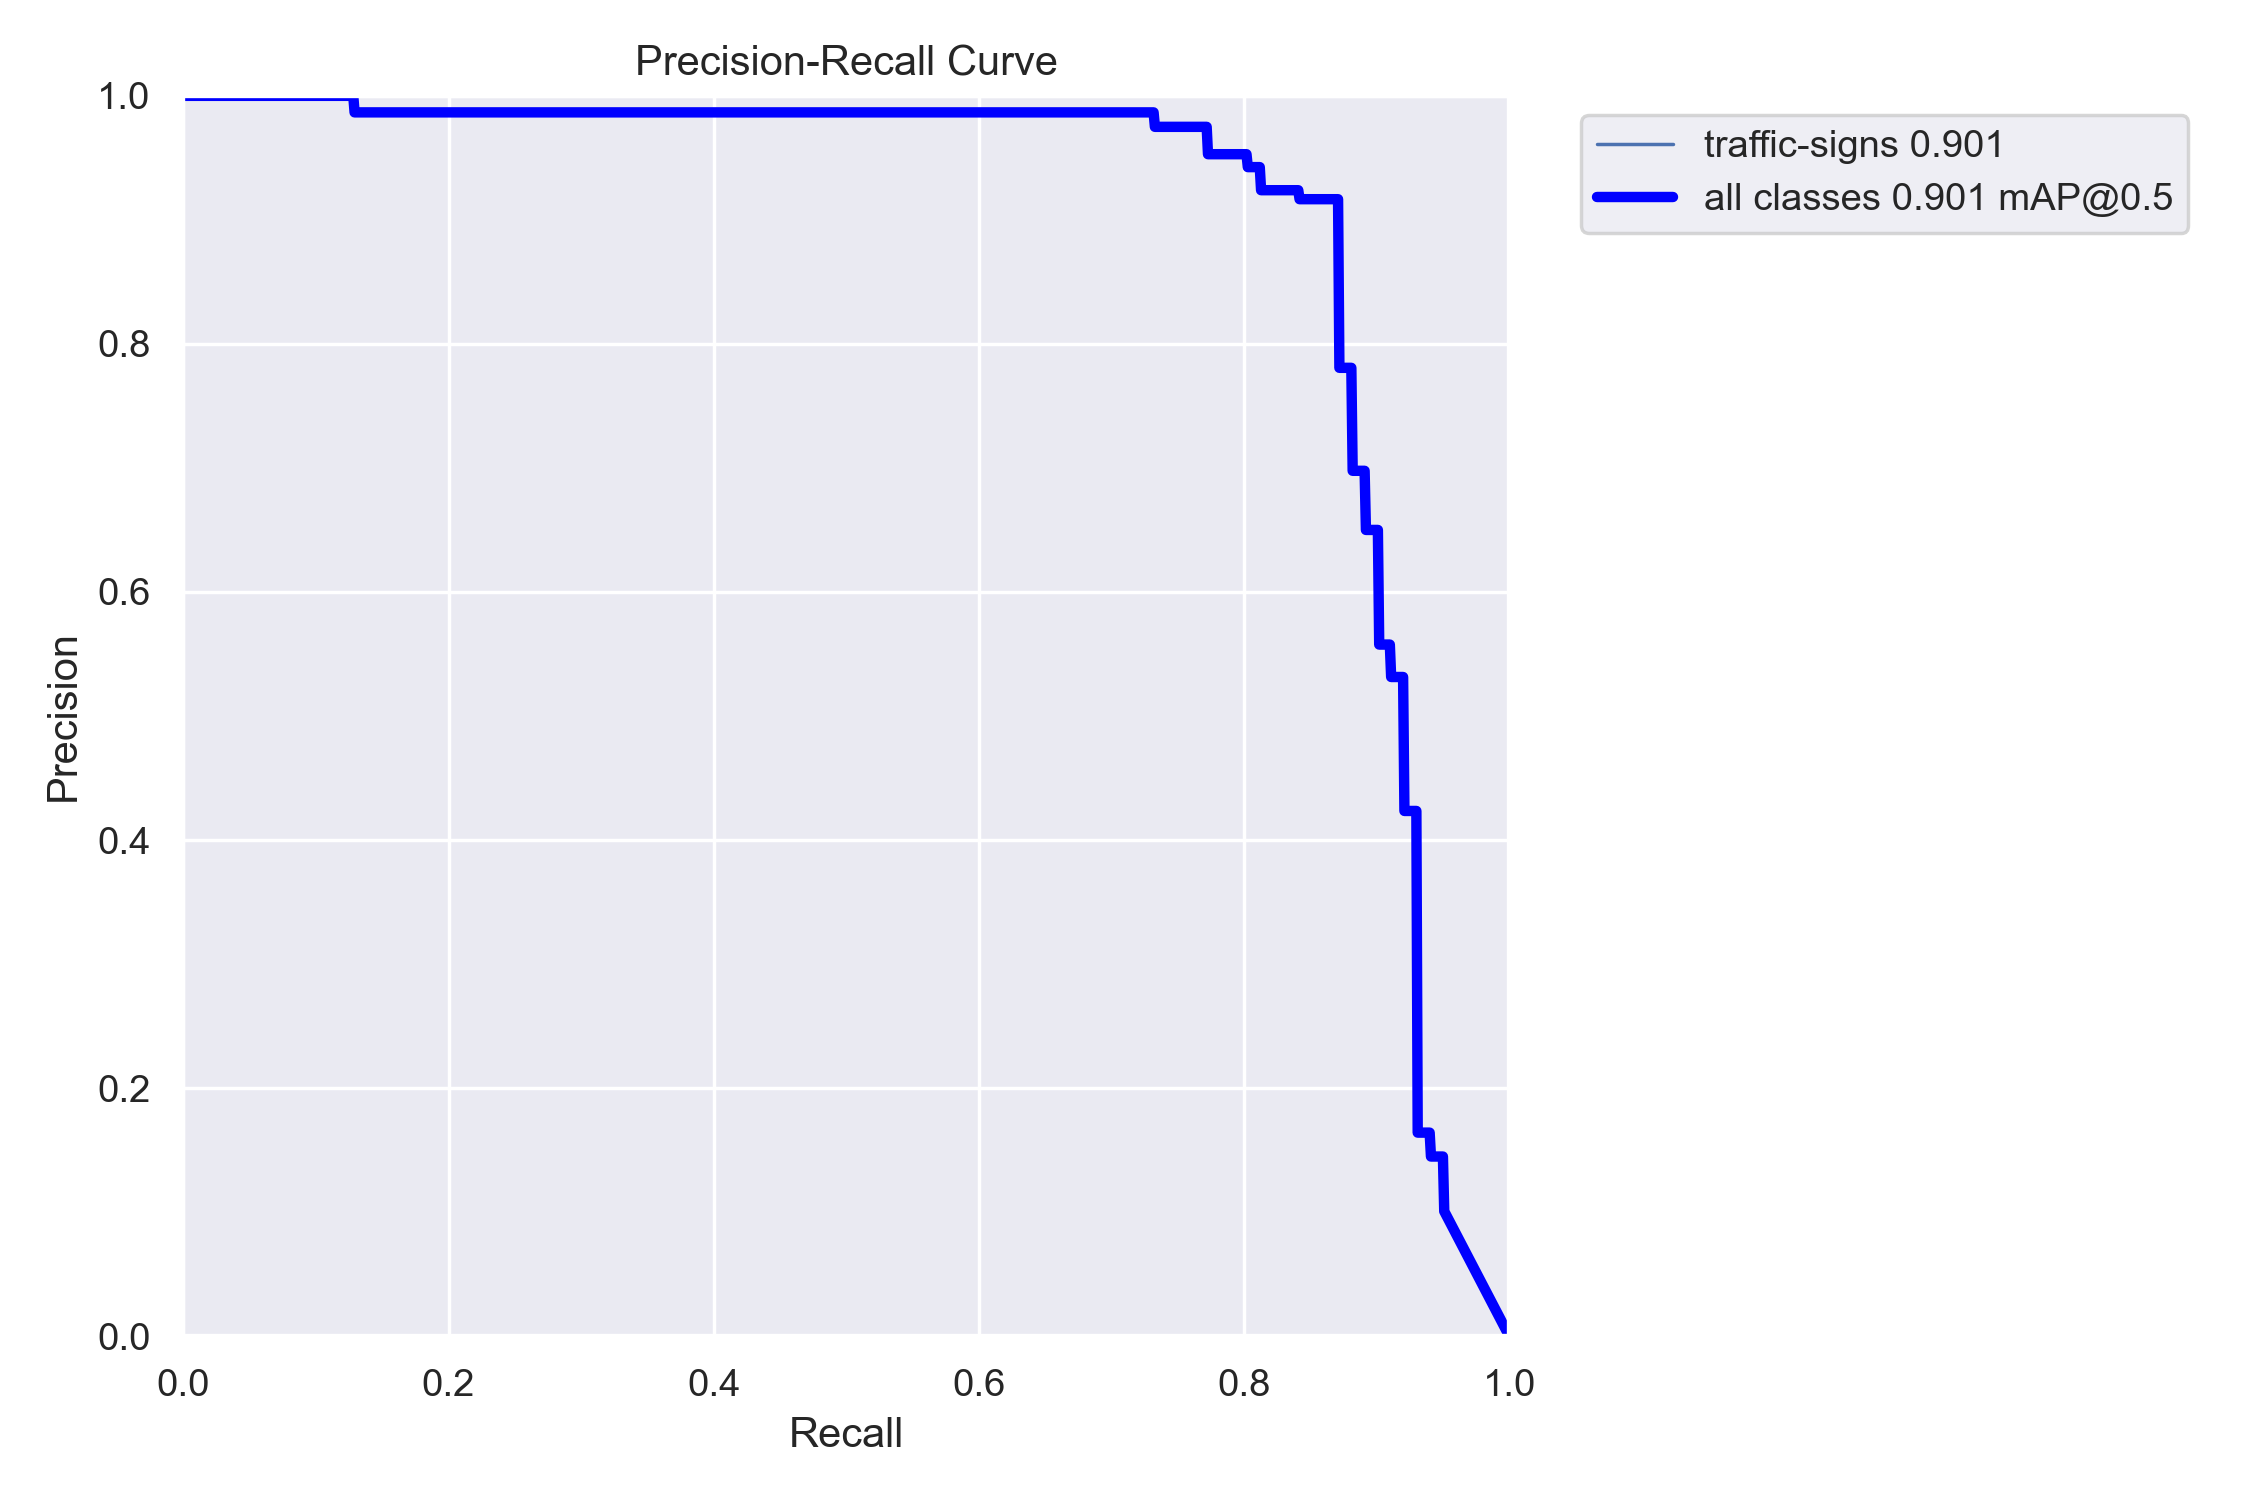 Precision-Recall Curve
1.0
0.8
0.6
0.4
0.2
0.0
Precision
0.0 0.2 0.4 0.6 0.8 1.0
Recall
traffic-signs 0.901
all classes 0.901 mAP@0.5